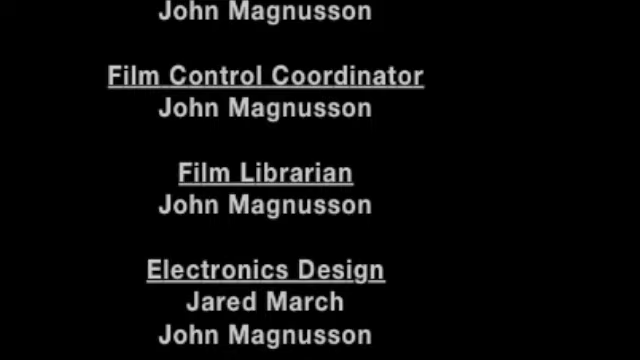 John Magnusson
Film Control Coordinator
John Magnusson
Film Librarian
John Magnusson
Electronics Design
Jared March
John Magnusson